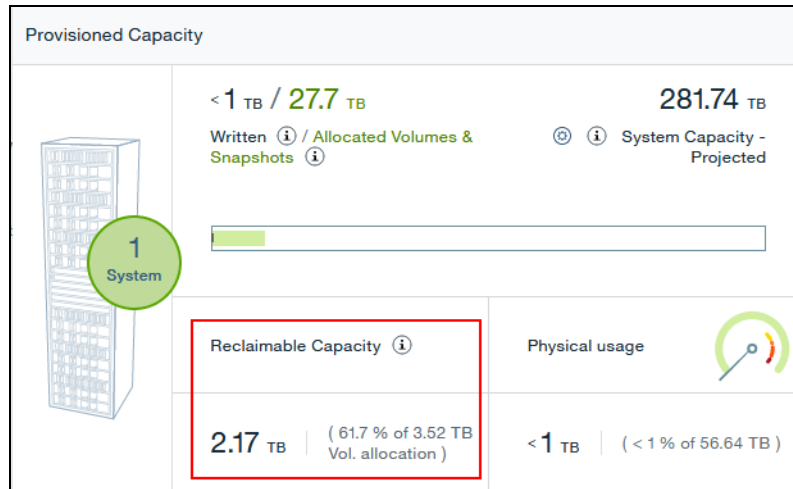 Provisioned Capacity
< 1 TB / 27.7 TB
281.74 TB
Written ⓘ / Allocated Volumes &
Snapshots ⓘ
ⓘ System Capacity -
Projected
1
System
Reclaimable Capacity ⓘ
Physical usage
2.17 TB
( 61.7 % of 3.52 TB
Vol. allocation )
< 1 TB
( < 1 % of 56.64 TB )